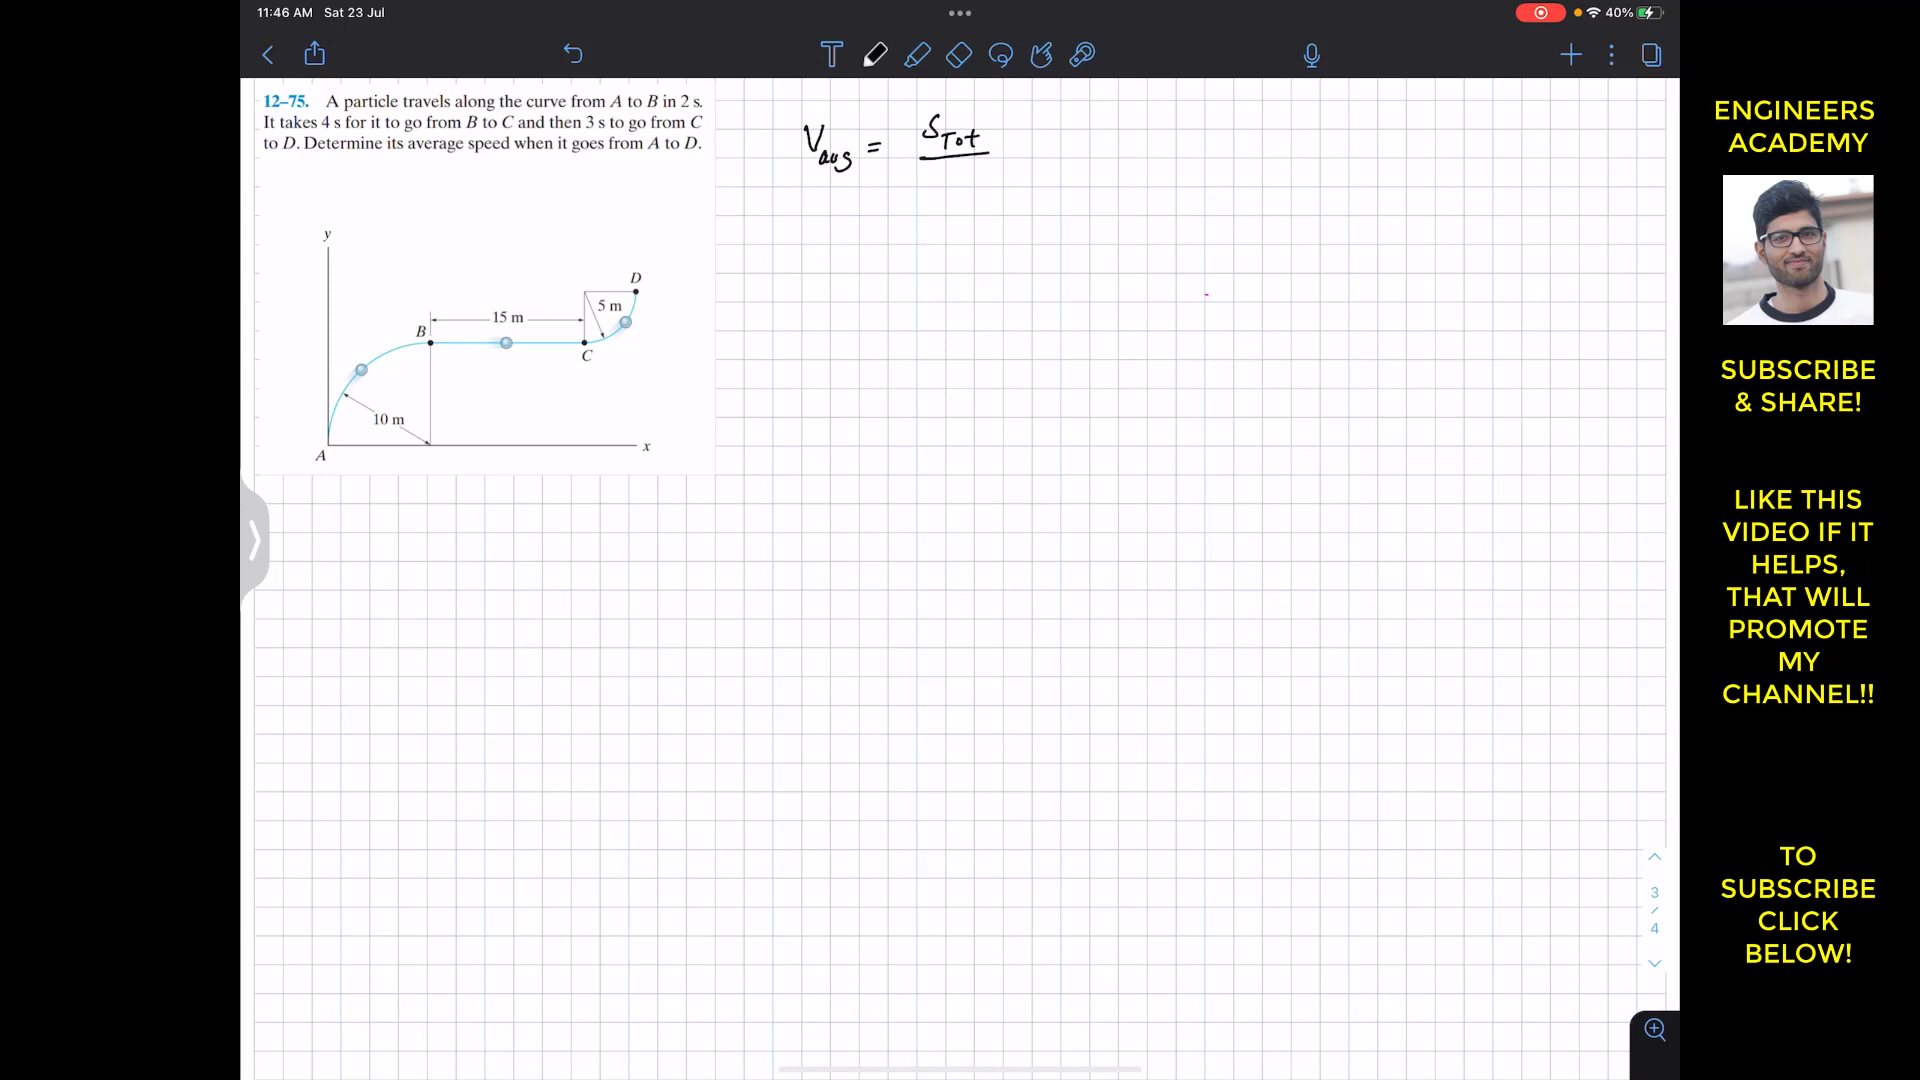 11:46 AM Sat 23 Jul
40%
T
12–75. A particle travels along the curve from A to B in 2 s.
It takes 4 s for it to go from B to C and then 3 s to go from C
to D. Determine its average speed when it goes from A to D.
Vavg = STot
y
D
5 m
15 m
B
C
10 m
A
x
3
/
4
ENGINEERS
ACADEMY
SUBSCRIBE
& SHARE!
LIKE THIS
VIDEO IF IT
HELPS,
THAT WILL
PROMOTE
MY
CHANNEL!!
TO
SUBSCRIBE
CLICK
BELOW!